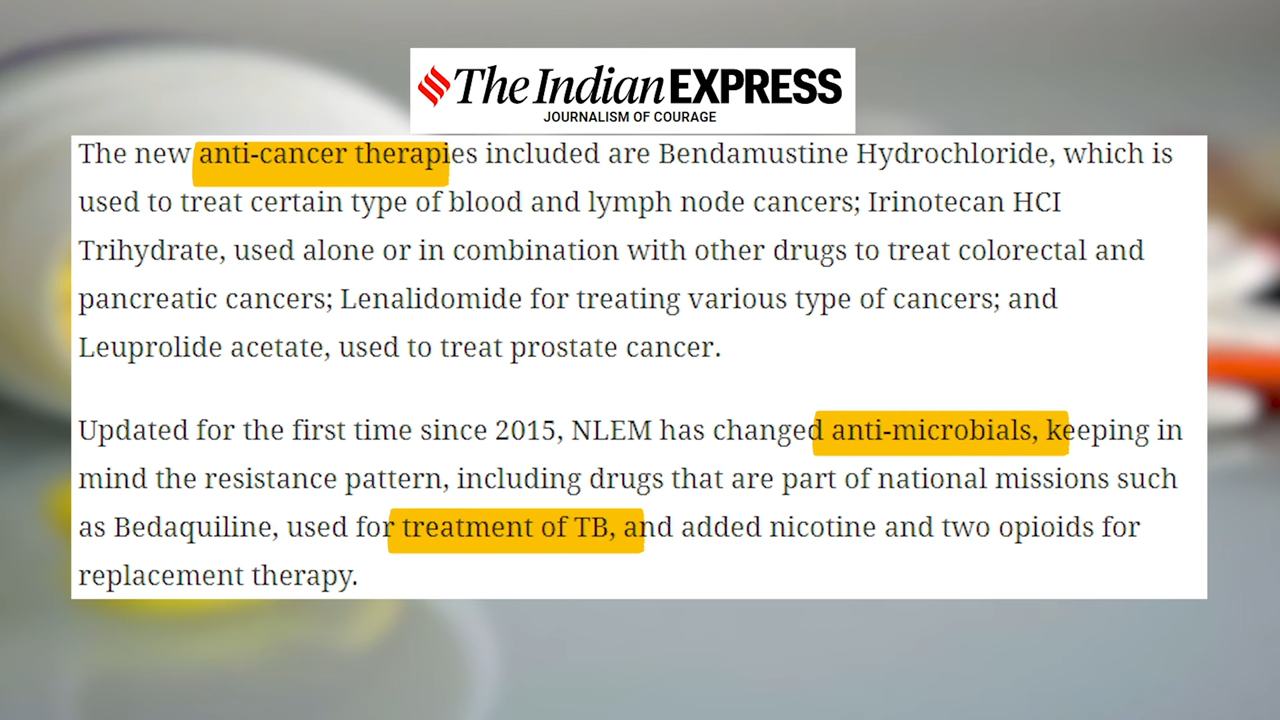 The Indian EXPRESS
JOURNALISM OF COURAGE
The new anti-cancer therapies included are Bendamustine Hydrochloride, which is
used to treat certain type of blood and lymph node cancers; Irinotecan HCI
Trihydrate, used alone or in combination with other drugs to treat colorectal and
pancreatic cancers; Lenalidomide for treating various type of cancers; and
Leuprolide acetate, used to treat prostate cancer.
Updated for the first time since 2015, NLEM has changed anti-microbials, keeping in
mind the resistance pattern, including drugs that are part of national missions such
as Bedaquiline, used for treatment of TB, and added nicotine and two opioids for
replacement therapy.